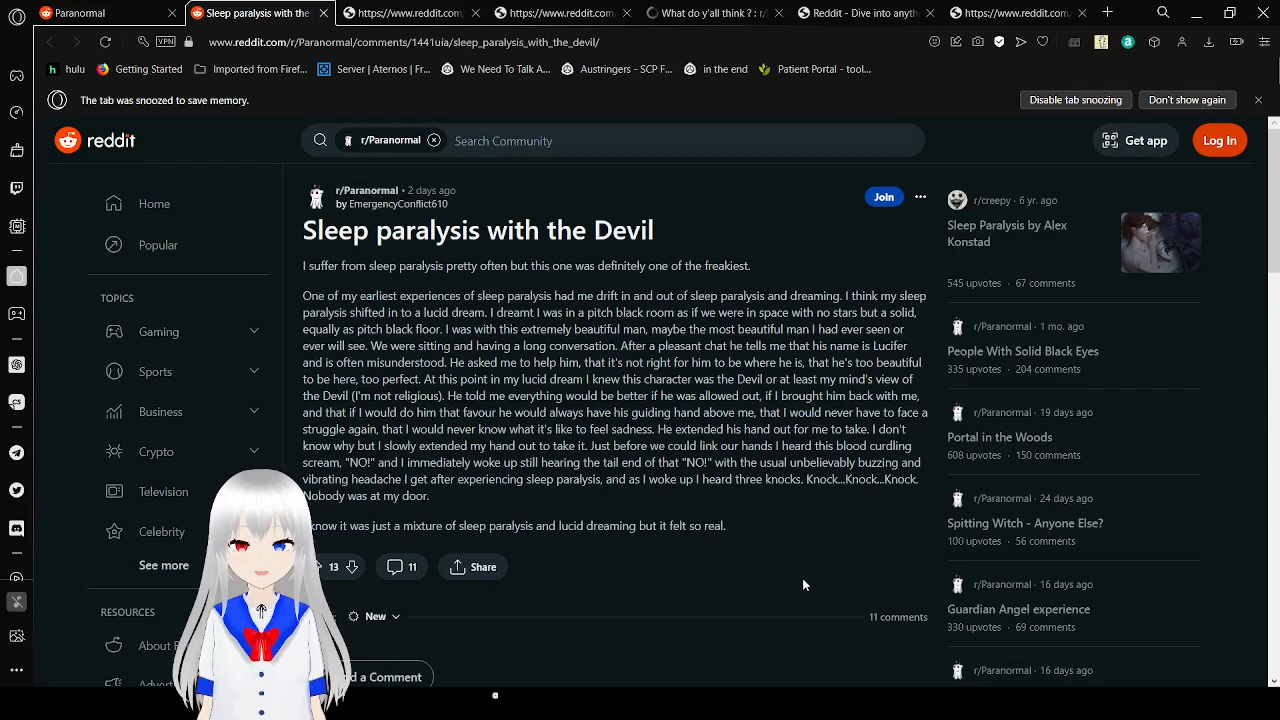 Paranormal
Sleep paralysis with the
https://www.reddit.com/
https://www.reddit.com/
What do y'all think ? : r/
Reddit - Dive into anyth
https://www.reddit.com/
VPN
www.reddit.com/r/Paranormal/comments/1441uia/sleep_paralysis_with_the_devil/
h hulu
Getting Started
Imported from Firef...
Server | Aternos | Fr...
We Need To Talk A...
Austringers - SCP F...
in the end
Patient Portal - tool...
The tab was snoozed to save memory.
Disable tab snoozing
Don't show again
reddit
r/Paranormal
Search Community
Get app
Log In
Home
Popular
TOPICS
Gaming
Sports
Business
Crypto
Television
Celebrity
See more
RESOURCES
About
r/Paranormal • 2 days ago
by EmergencyConflict610
Join
Sleep paralysis with the Devil
I suffer from sleep paralysis pretty often but this one was definitely one of the freakiest.
One of my earliest experiences of sleep paralysis had me drift in and out of sleep paralysis and dreaming. I think my sleep
paralysis shifted in to a lucid dream. I dreamt I was in a pitch black room as if we were in space with no stars but a solid,
equally as pitch black floor. I was with this extremely beautiful man, maybe the most beautiful man I had ever seen or
ever will see. We were sitting and having a long conversation. After a pleasant chat he tells me that his name is Lucifer
and is often misunderstood. He asked me to help him, that it's not right for him to be where he is, that he's too beautiful
to be here, too perfect. At this point in my lucid dream I knew this character was the Devil or at least my mind's view of
the Devil (I'm not religious). He told me everything would be better if he was allowed out, if I brought him back with me,
and that if I would do him that favour he would always have his guiding hand above me, that I would never have to face a
struggle again, that I would never know what it's like to feel sadness. He extended his hand out for me to take. I don't
know why but I slowly extended my hand out to take it. Just before we could link our hands I heard this blood curdling
scream, "NO!" and I immediately woke up still hearing the tail end of that "NO!" with the usual unbelievably buzzing and
vibrating headache I get after experiencing sleep paralysis, and as I woke up I heard three knocks. Knock...Knock...Knock.
Nobody was at my door.
know it was just a mixture of sleep paralysis and lucid dreaming but it felt so real.
13
11
Share
New
11 comments
d a Comment
r/creepy • 6 yr. ago
Sleep Paralysis by Alex
Konstad
545 upvotes • 67 comments
r/Paranormal • 1 mo. ago
People With Solid Black Eyes
335 upvotes • 204 comments
r/Paranormal • 19 days ago
Portal in the Woods
608 upvotes • 150 comments
r/Paranormal • 24 days ago
Spitting Witch - Anyone Else?
100 upvotes • 56 comments
r/Paranormal • 16 days ago
Guardian Angel experience
330 upvotes • 69 comments
r/Paranormal • 16 days ago